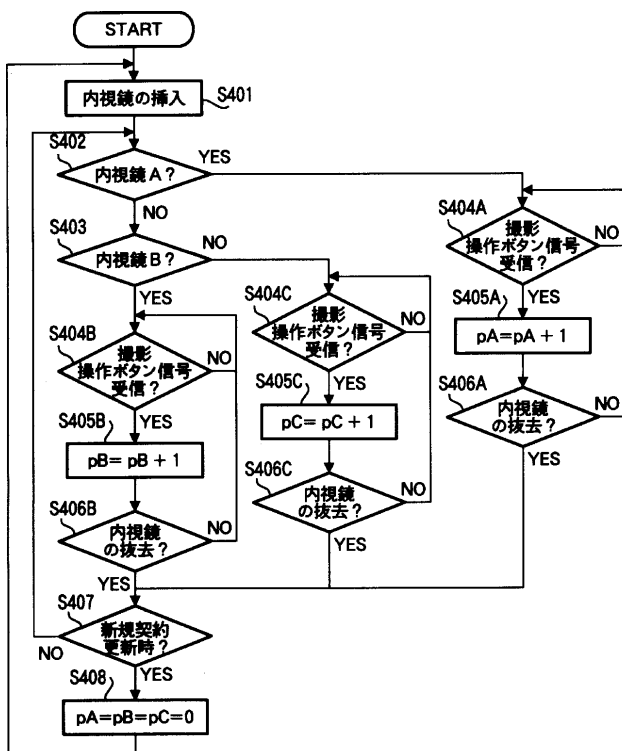 START
内視鏡の挿入
S401
S402
内視鏡A?
YES
NO
S403
内視鏡B?
NO
YES
S404A
撮影
操作ボタン信号
受信?
NO
YES
S405A
pA=pA+1
S406A
内視鏡
の抜去?
NO
YES
S404B
撮影
操作ボタン信号
受信?
NO
YES
S405B
pB= pB + 1
S406B
内視鏡
の抜去?
NO
YES
S404C
撮影
操作ボタン信号
受信?
NO
YES
S405C
pC= pC + 1
S406C
内視鏡
の抜去?
NO
YES
S407
新規契約
更新時?
NO
YES
S408
pA=pB=pC=0